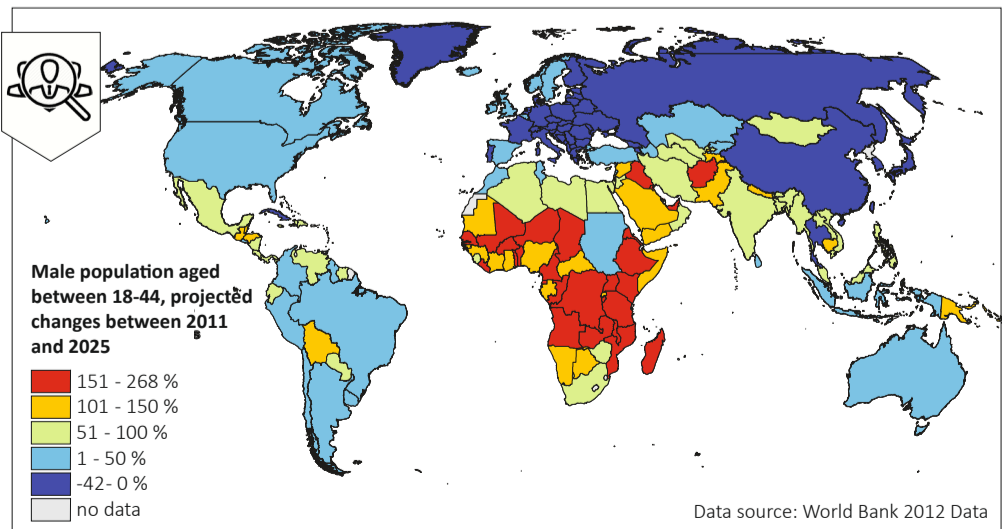 Male population aged
between 18-44, projected
changes between 2011
and 2025
151 - 268 %
101 - 150 %
51 - 100 %
1 - 50 %
-42- 0 %
no data
Data source: World Bank 2012 Data